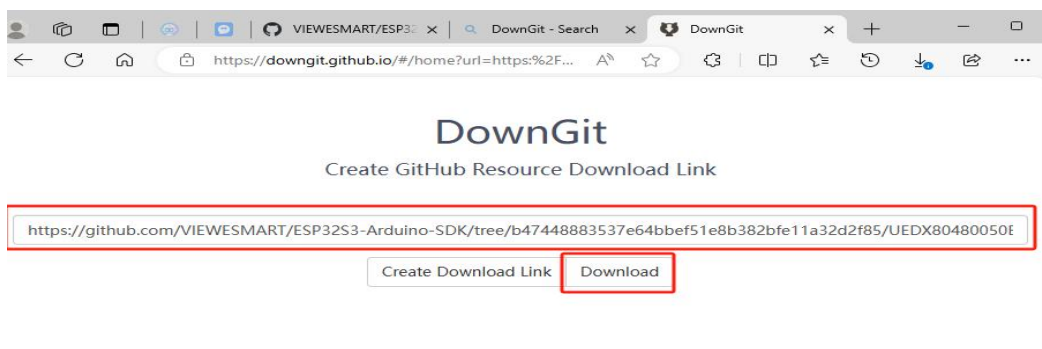 VIEWESMART/ESP32 DownGit - Search DownGit
https://downgit.github.io/#/home?url=https:%2F...
DownGit
Create GitHub Resource Download Link
https://github.com/VIEWESMART/ESP32S3-Arduino-SDK/tree/b47448883537e64bbef51e8b382bfe11a32d2f85/UEDX80480050E
Create Download Link Download